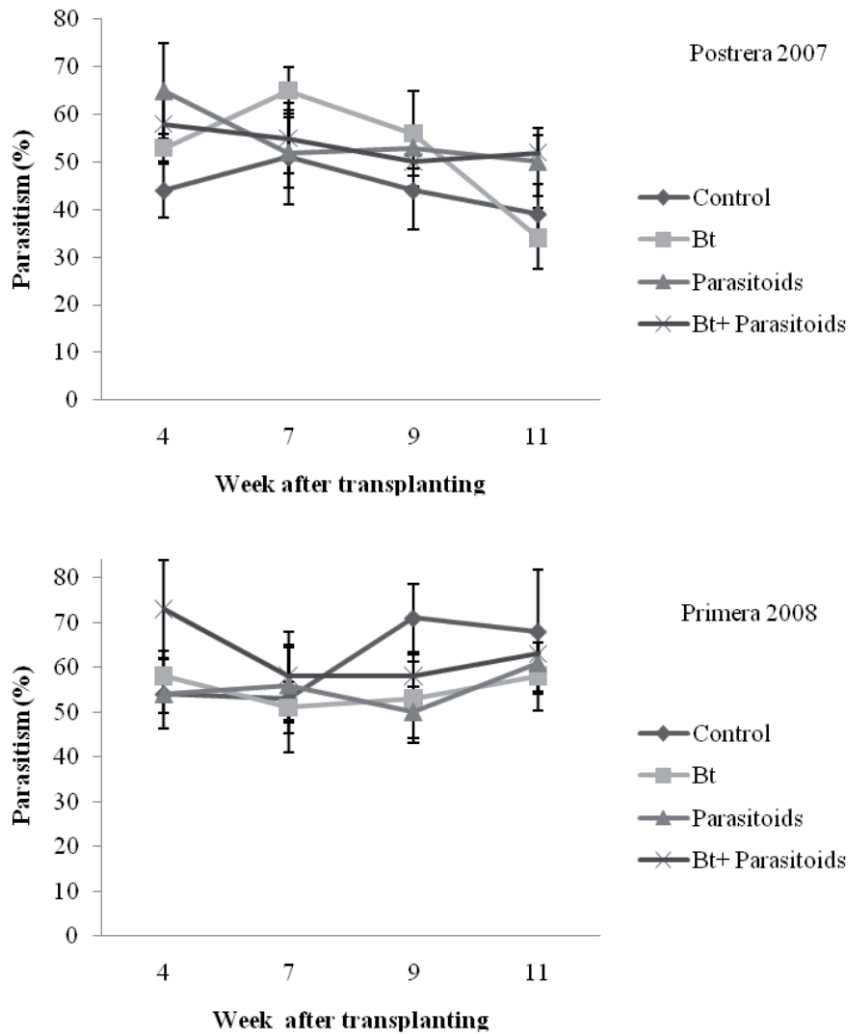 80
70
60
50
40
30
20
10
0
Parasitism (%)
4 7 9 11
Week after transplanting
Postrera 2007
Control
Bt
Parasitoids
Bt+ Parasitoids
80
70
60
50
40
30
20
10
0
Parasitism (%)
4 7 9 11
Week after transplanting
Primera 2008
Control
Bt
Parasitoids
Bt+ Parasitoids